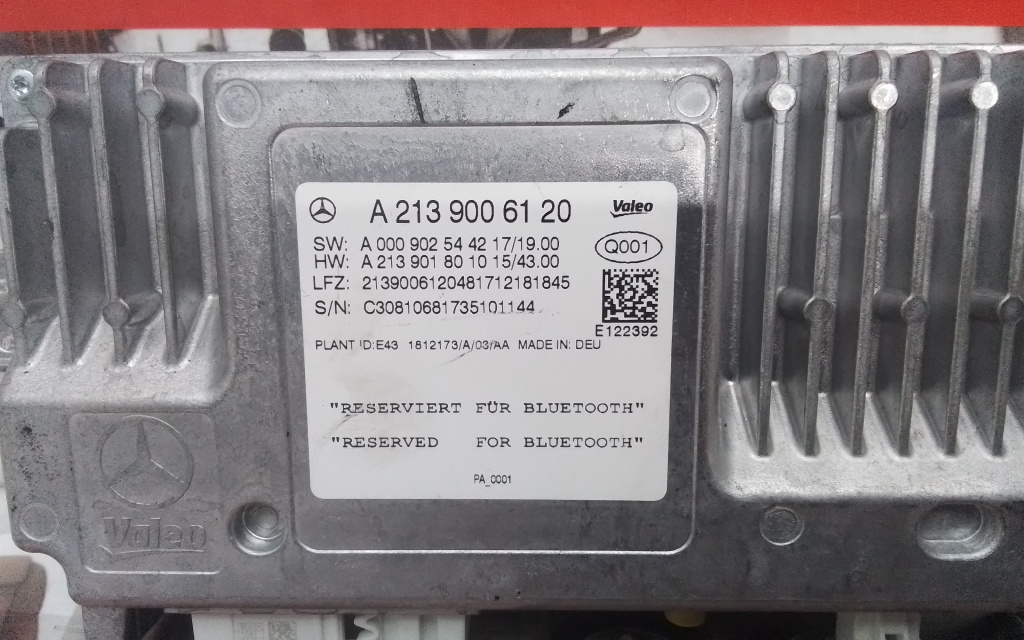 A 213 900 61 20 Valeo
SW: A 000 902 54 42 17/19.00
HW: A 213 901 80 10 15/43.00
Q001
LFZ: 2139006120481712181845
S/N: C30810681735101144
E122392
PLANT ID:E43 1812173/A/03/AA MADE IN: DEU
"RESERVIERT FÜR BLUETOOTH"
"RESERVED FOR BLUETOOTH"
PA_0001
Valeo